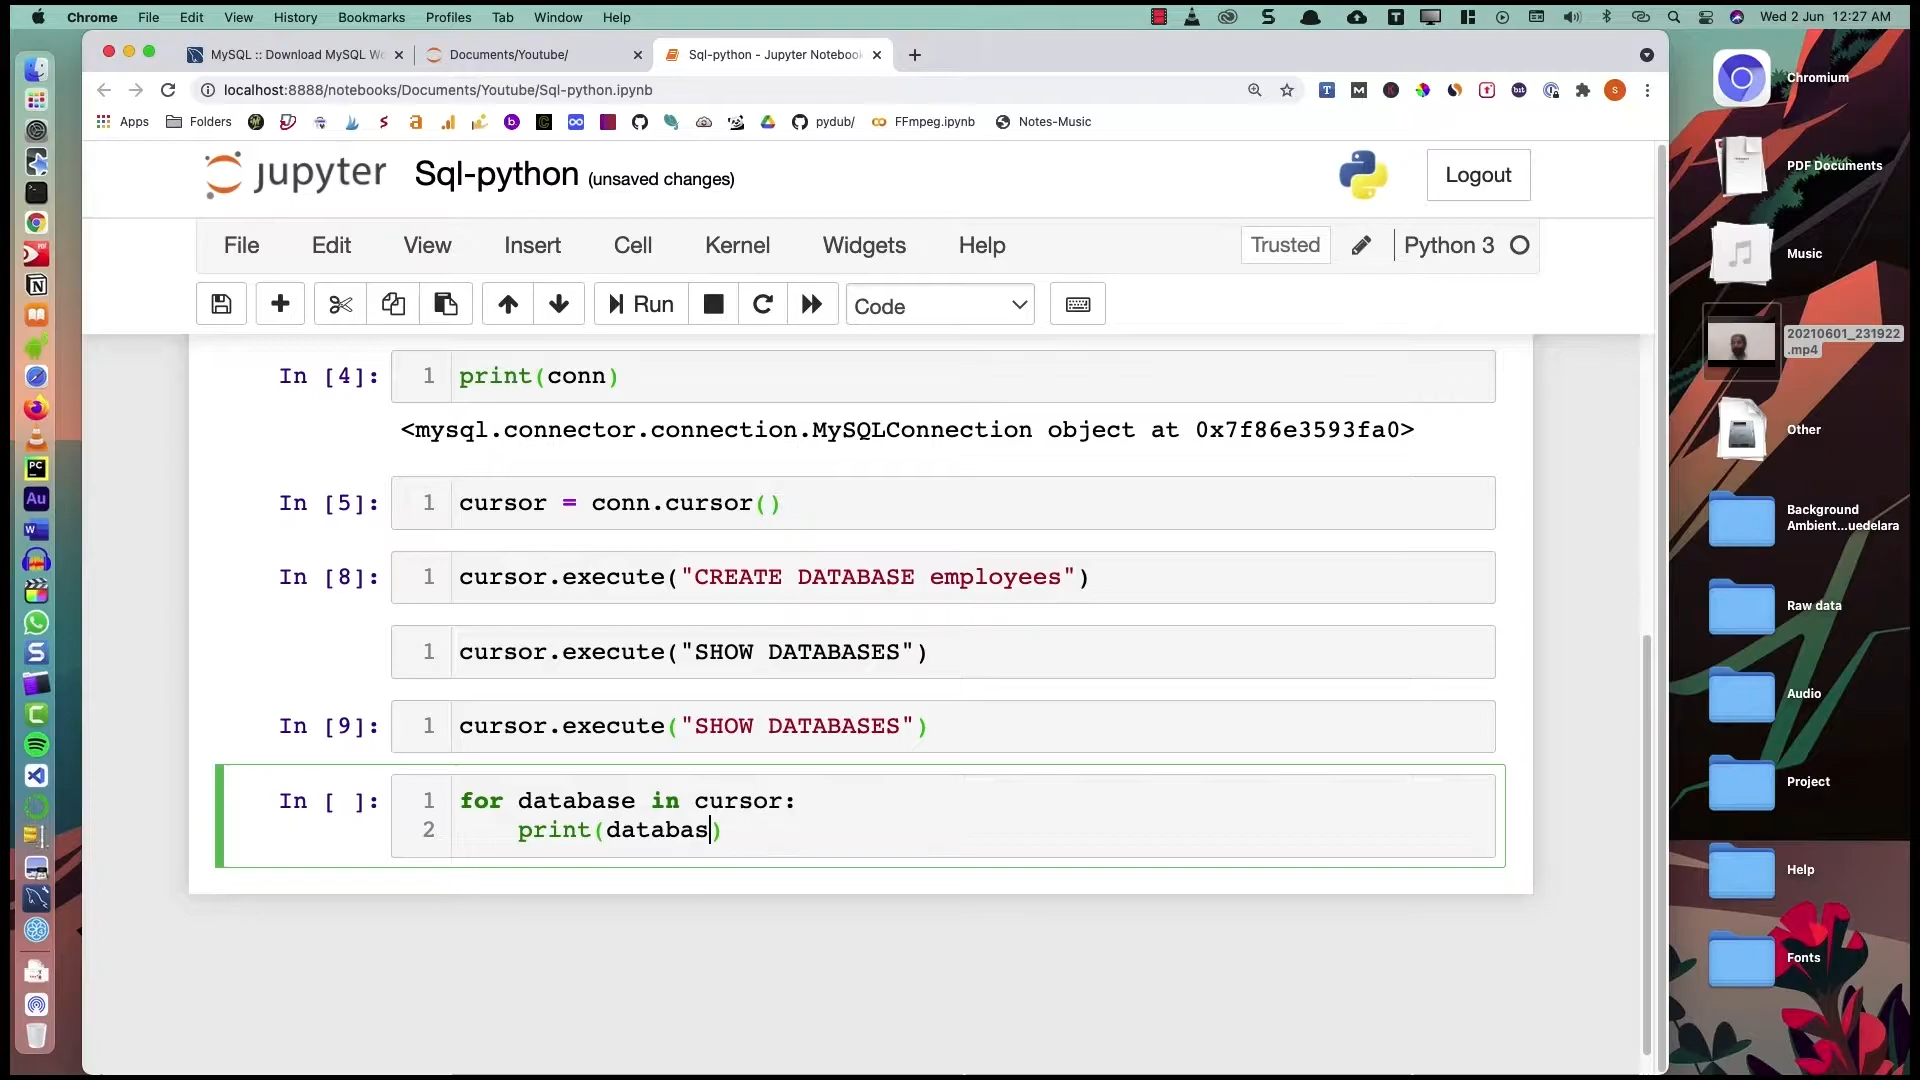 Chrome File Edit View History Bookmarks Profiles Tab Window Help
Wed 2 Jun 12:27 AM
MySQL :: Download MySQL Wo
Documents/Youtube/
Sql-python - Jupyter Notebook
localhost:8888/notebooks/Documents/Youtube/Sql-python.ipynb
Apps Folders pydub/ FFmpeg.ipynb Notes-Music
jupyter Sql-python (unsaved changes)
Logout
File Edit View Insert Cell Kernel Widgets Help
Trusted Python 3
Run Code
In [4]: 1 print(conn)
<mysql.connector.connection.MySQLConnection object at 0x7f86e3593fa0>
In [5]: 1 cursor = conn.cursor()
In [8]: 1 cursor.execute("CREATE DATABASE employees")
1 cursor.execute("SHOW DATABASES")
In [9]: 1 cursor.execute("SHOW DATABASES")
In [ ]: 1 for database in cursor:
2 print(databas)
Chromium
PDF Documents
Music
20210601_231922
.mp4
Other
Background
Ambient...uedelara
Raw data
Audio
Project
Help
Fonts